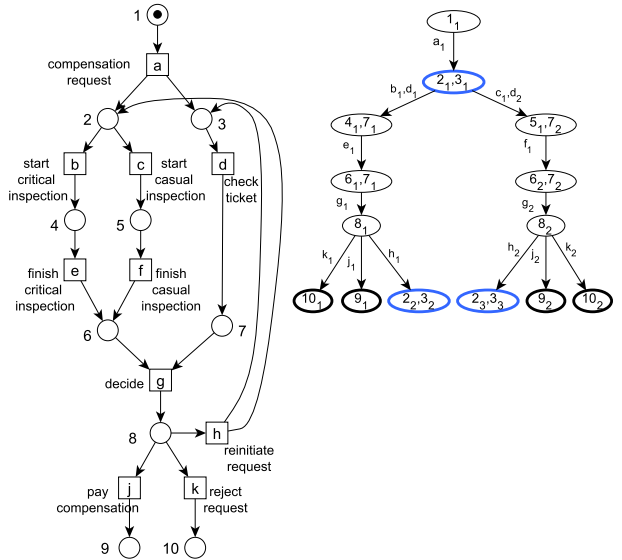 1
compensation
request
a
2
3
start
critical
inspection
b
c
start
casual
inspection
d
check
ticket
4
5
finish
critical
inspection
e
f
finish
casual
inspection
6
7
decide
g
8
h
reinitiate
request
pay
compensation
j
k
reject
request
9
10
1₁
a₁
2₁,3₁
b₁,d₁
c₁,d₂
4₁,7₁
5₁,7₂
e₁
f₁
6₁,7₁
6₂,7₂
g₁
g₂
8₁
8₂
k₁
j₁
h₁
h₂
j₂
k₂
10₁
9₁
2₂,3₂
2₃,3₃
9₂
10₂